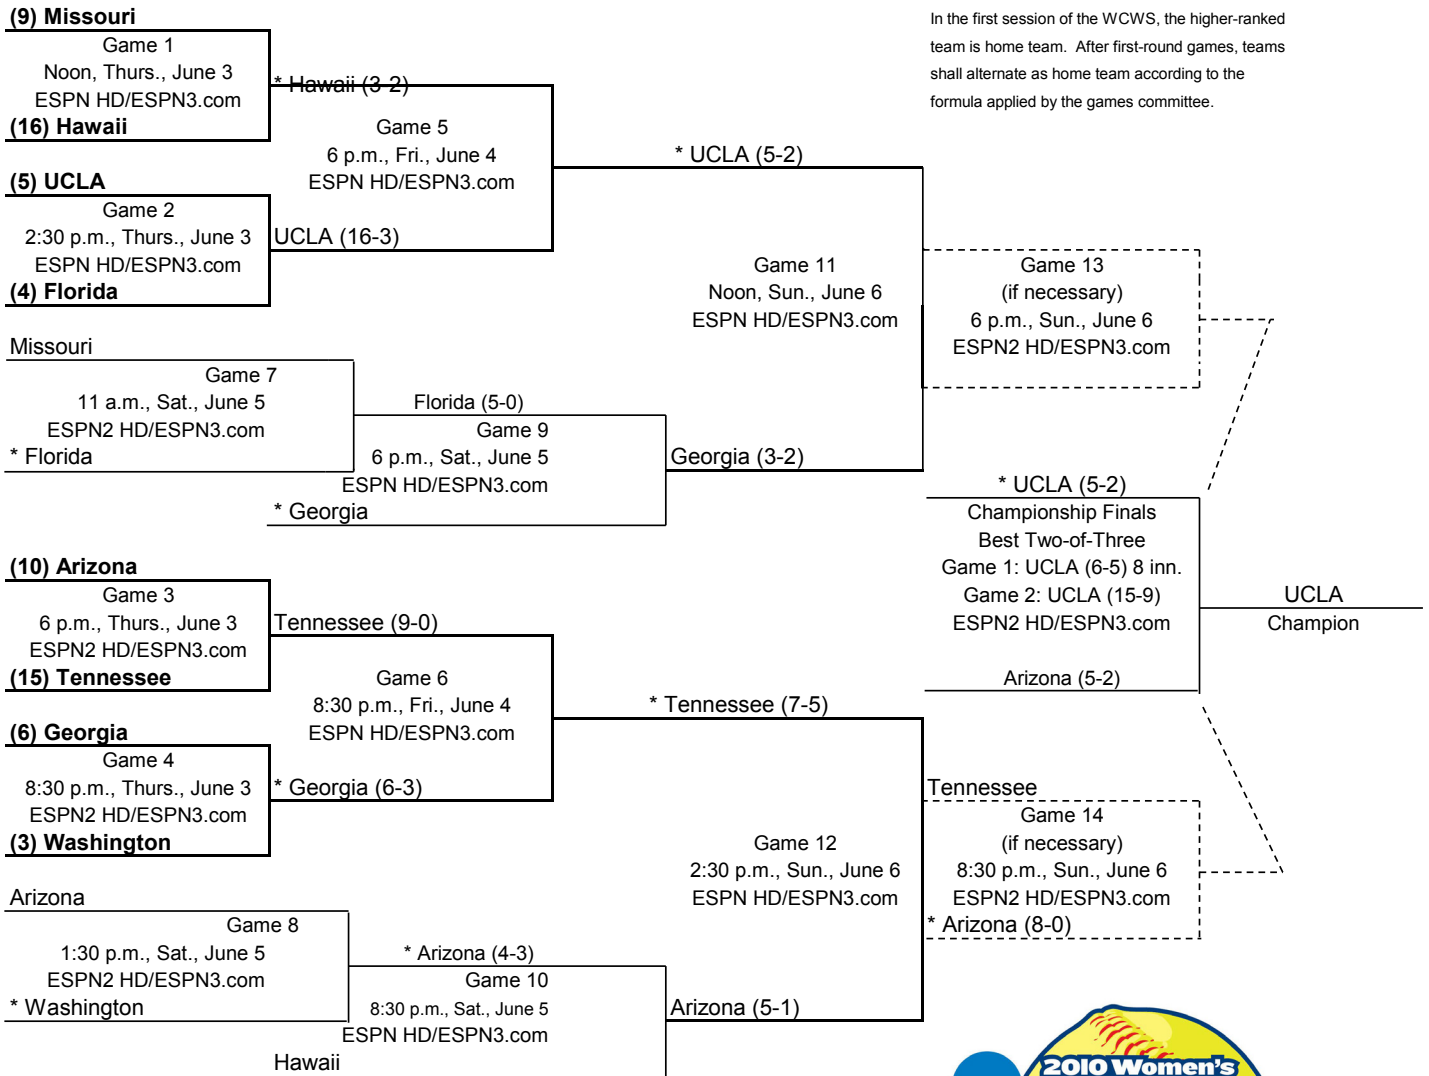 (9) Missouri
Game 1
Noon, Thurs., June 3
ESPN HD/ESPN3.com
(16) Hawaii
* Hawaii (3-2)
(5) UCLA
Game 2
2:30 p.m., Thurs., June 3
ESPN HD/ESPN3.com
(4) Florida
UCLA (16-3)
Game 5
6 p.m., Fri., June 4
ESPN HD/ESPN3.com
* UCLA (5-2)
In the first session of the WCWS, the higher-ranked
team is home team. After first-round games, teams
shall alternate as home team according to the
formula applied by the games committee.
Missouri
Game 7
11 a.m., Sat., June 5
ESPN2 HD/ESPN3.com
* Florida
Florida (5-0)
Game 9
6 p.m., Sat., June 5
ESPN HD/ESPN3.com
* Georgia
Georgia (3-2)
Game 11
Noon, Sun., June 6
ESPN HD/ESPN3.com
Game 13
(if necessary)
6 p.m., Sun., June 6
ESPN2 HD/ESPN3.com
* UCLA (5-2)
Championship Finals
Best Two-of-Three
Game 1: UCLA (6-5) 8 inn.
Game 2: UCLA (15-9)
ESPN2 HD/ESPN3.com
Arizona (5-2)
UCLA
Champion
(10) Arizona
Game 3
6 p.m., Thurs., June 3
ESPN2 HD/ESPN3.com
(15) Tennessee
Tennessee (9-0)
(6) Georgia
Game 4
8:30 p.m., Thurs., June 3
ESPN2 HD/ESPN3.com
(3) Washington
* Georgia (6-3)
Game 6
8:30 p.m., Fri., June 4
ESPN HD/ESPN3.com
* Tennessee (7-5)
Arizona
Game 8
1:30 p.m., Sat., June 5
ESPN2 HD/ESPN3.com
* Washington
* Arizona (4-3)
Game 10
8:30 p.m., Sat., June 5
ESPN HD/ESPN3.com
Hawaii
Arizona (5-1)
Game 12
2:30 p.m., Sun., June 6
ESPN HD/ESPN3.com
Tennessee
Game 14
(if necessary)
8:30 p.m., Sun., June 6
ESPN2 HD/ESPN3.com
* Arizona (8-0)
2010 Women's